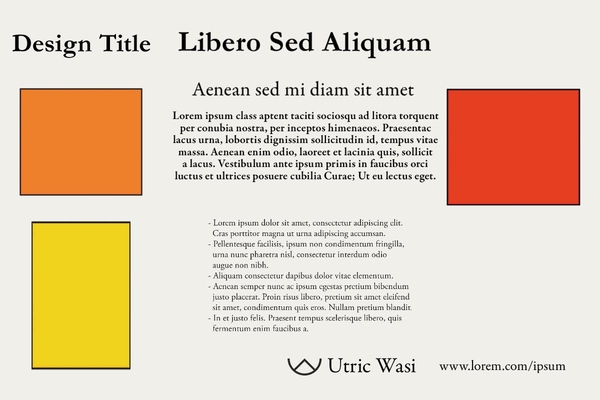 Design Title
Libero Sed Aliquam
Aenean sed mi diam sit amet
Lorem ipsum class aptent taciti sociosqu ad litora torquent
per conubia nostra, per inceptos himenaeos. Praesentac
lacus urna, lobortis dignissim sollicitudin id, tempus vitae
massa. Aenean enim odio, laoreet et lacinia quis, sollicit
a lacus. Vestibulum ante ipsum primis in faucibus orci
luctus et ultrices posuere cubilia Curae; Ut eu lectus eget.
- Lorem ipsum dolor sit amet, consectetur adipiscing elit.
Cras porttitor magna ut urna adipiscing accumsan.
- Pellentesque facilisis, ipsum non condimentum fringilla,
urna nunc pharetra nisl, consectetur interdum odio
augue non nibh.
- Aliquam consectetur dapibus dolor vitae elementum.
- Aenean semper nunc ac ipsum egestas pretium bibendum
justo placerat. Proin risus libero, pretium sit amet eleifend
sit amet, condimentum quis eros. Nullam pretium blandit
- In et justo felis. Praesent tempus scelerisque libero, quis
fermentum enim faucibus a.
Utric Wasi
www.lorem.com/ipsum